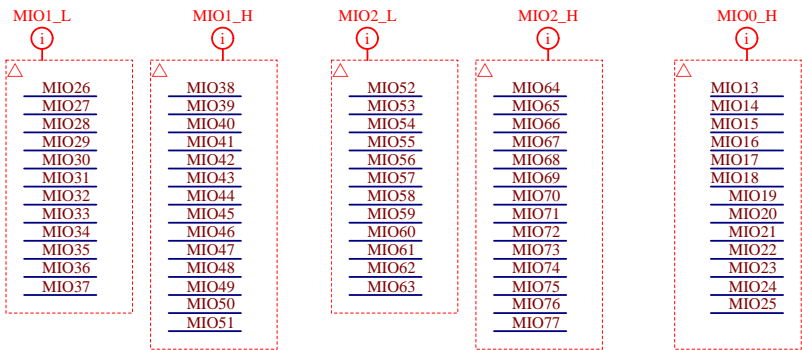 MIO1_L
i
MIO26
MIO27
MIO28
MIO29
MIO30
MIO31
MIO32
MIO33
MIO34
MIO35
MIO36
MIO37
MIO1_H
i
MIO38
MIO39
MIO40
MIO41
MIO42
MIO43
MIO44
MIO45
MIO46
MIO47
MIO48
MIO49
MIO50
MIO51
MIO2_L
i
MIO52
MIO53
MIO54
MIO55
MIO56
MIO57
MIO58
MIO59
MIO60
MIO61
MIO62
MIO63
MIO2_H
i
MIO64
MIO65
MIO66
MIO67
MIO68
MIO69
MIO70
MIO71
MIO72
MIO73
MIO74
MIO75
MIO76
MIO77
MIO0_H
i
MIO13
MIO14
MIO15
MIO16
MIO17
MIO18
MIO19
MIO20
MIO21
MIO22
MIO23
MIO24
MIO25